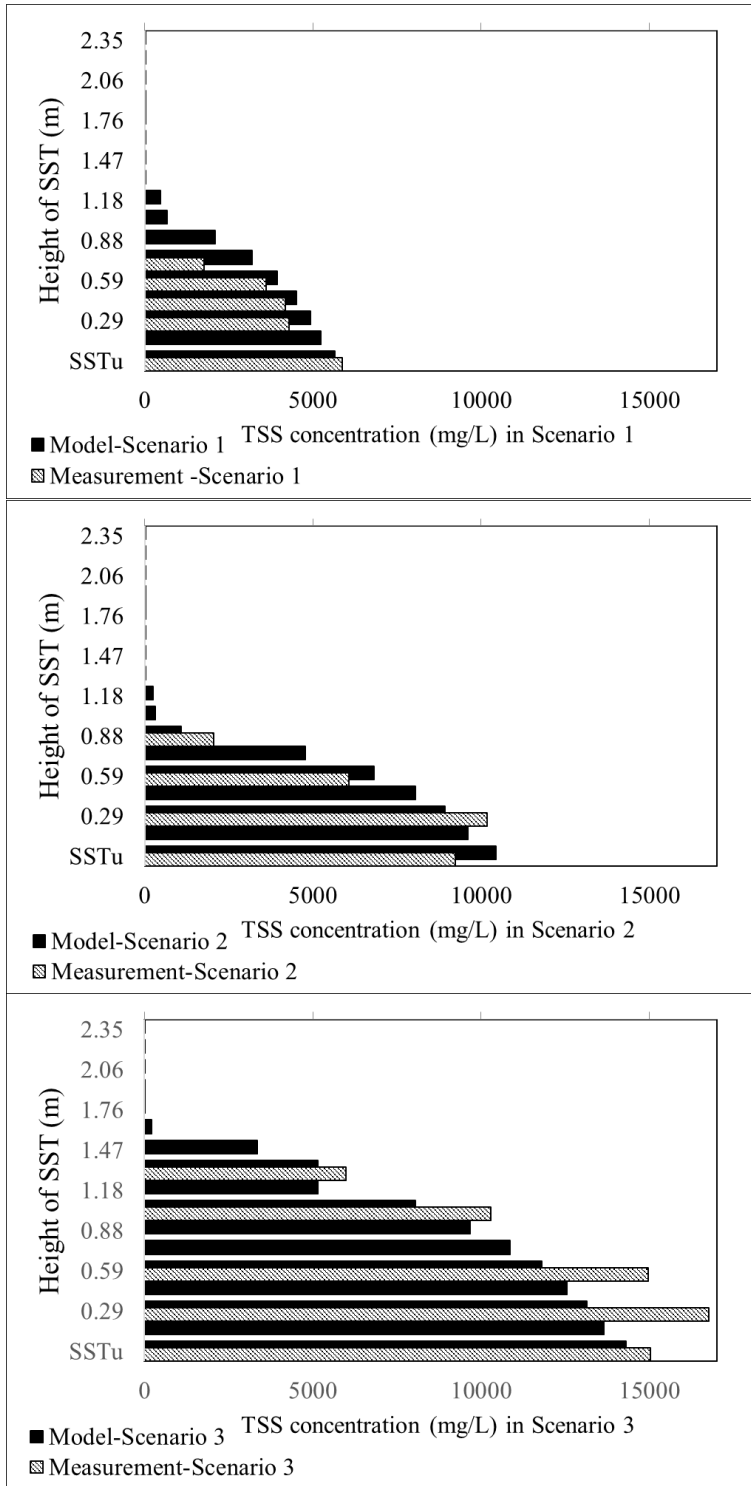 2.35
2.06
1.76
1.47
1.18
0.88
0.59
0.29
SSTu
Height of SST (m)
0 5000 10000 15000
TSS concentration (mg/L) in Scenario 1
Model-Scenario 1
Measurement -Scenario 1
2.35
2.06
1.76
1.47
1.18
0.88
0.59
0.29
SSTu
Height of SST (m)
0 5000 10000 15000
TSS concentration (mg/L) in Scenario 2
Model-Scenario 2
Measurement-Scenario 2
2.35
2.06
1.76
1.47
1.18
0.88
0.59
0.29
SSTu
Height of SST (m)
0 5000 10000 15000
TSS concentration (mg/L) in Scenario 3
Model-Scenario 3
Measurement-Scenario 3